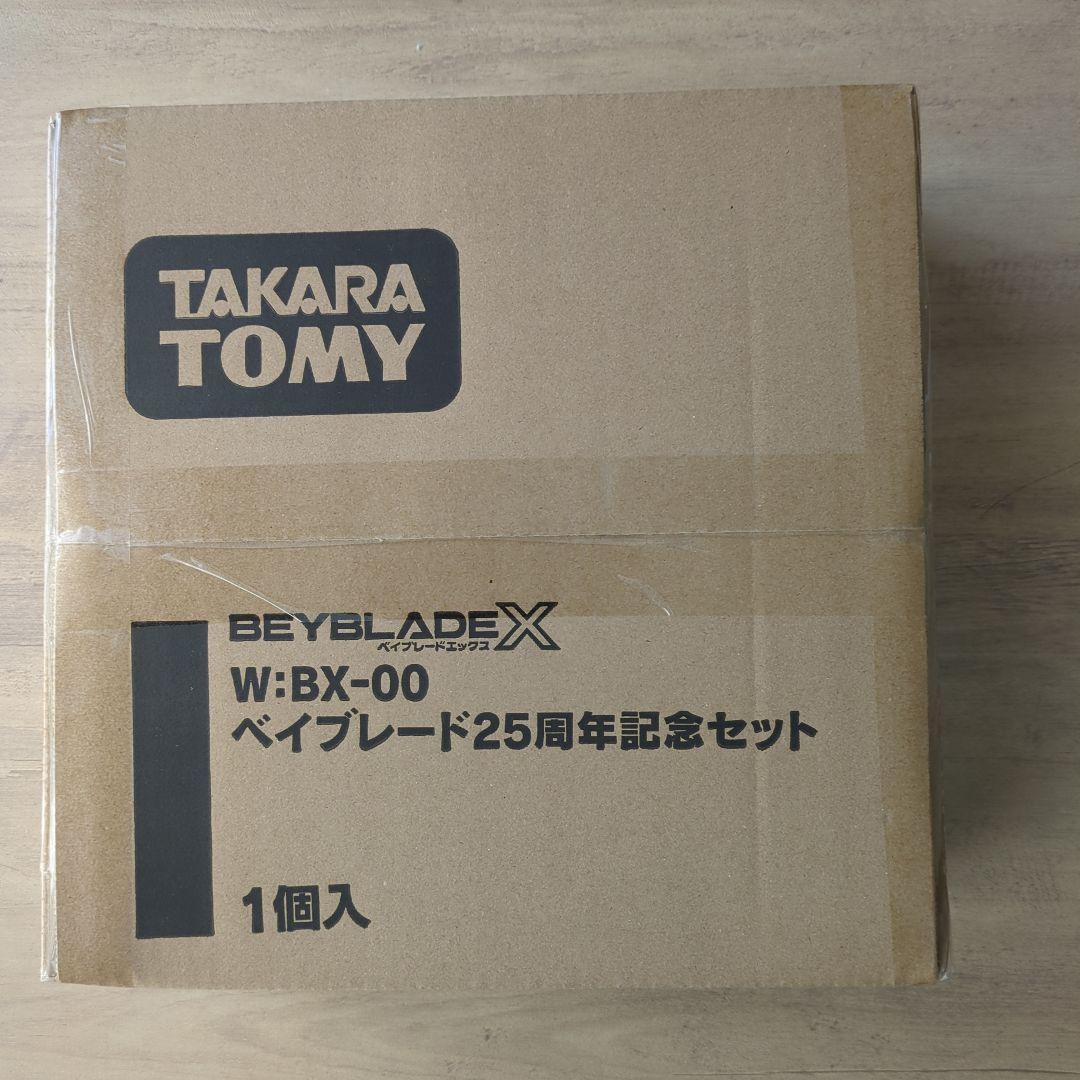 TAKARA
TOMY
BEYBLADE X
ベイブレードエックス
W:BX-00
ベイブレード25周年記念セット
1個入